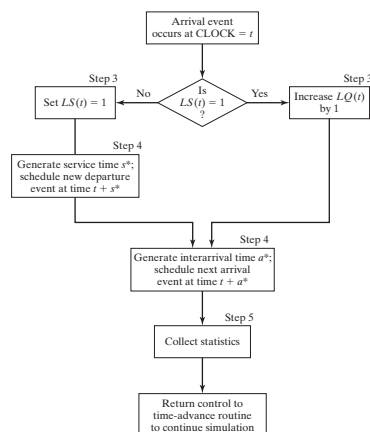 Arrival event
occurs at CLOCK = t
Step 3
No
Is
LS(t) = 1
?
Yes
Step 3
Set LS(t) = 1
Increase LQ(t)
by 1
Step 4
Generate service time s*;
schedule new departure
event at time t + s*
Step 4
Generate interarrival time a*;
schedule next arrival
event at time t + a*
Step 5
Collect statistics
Return control to
time-advance routine
to continue simulation